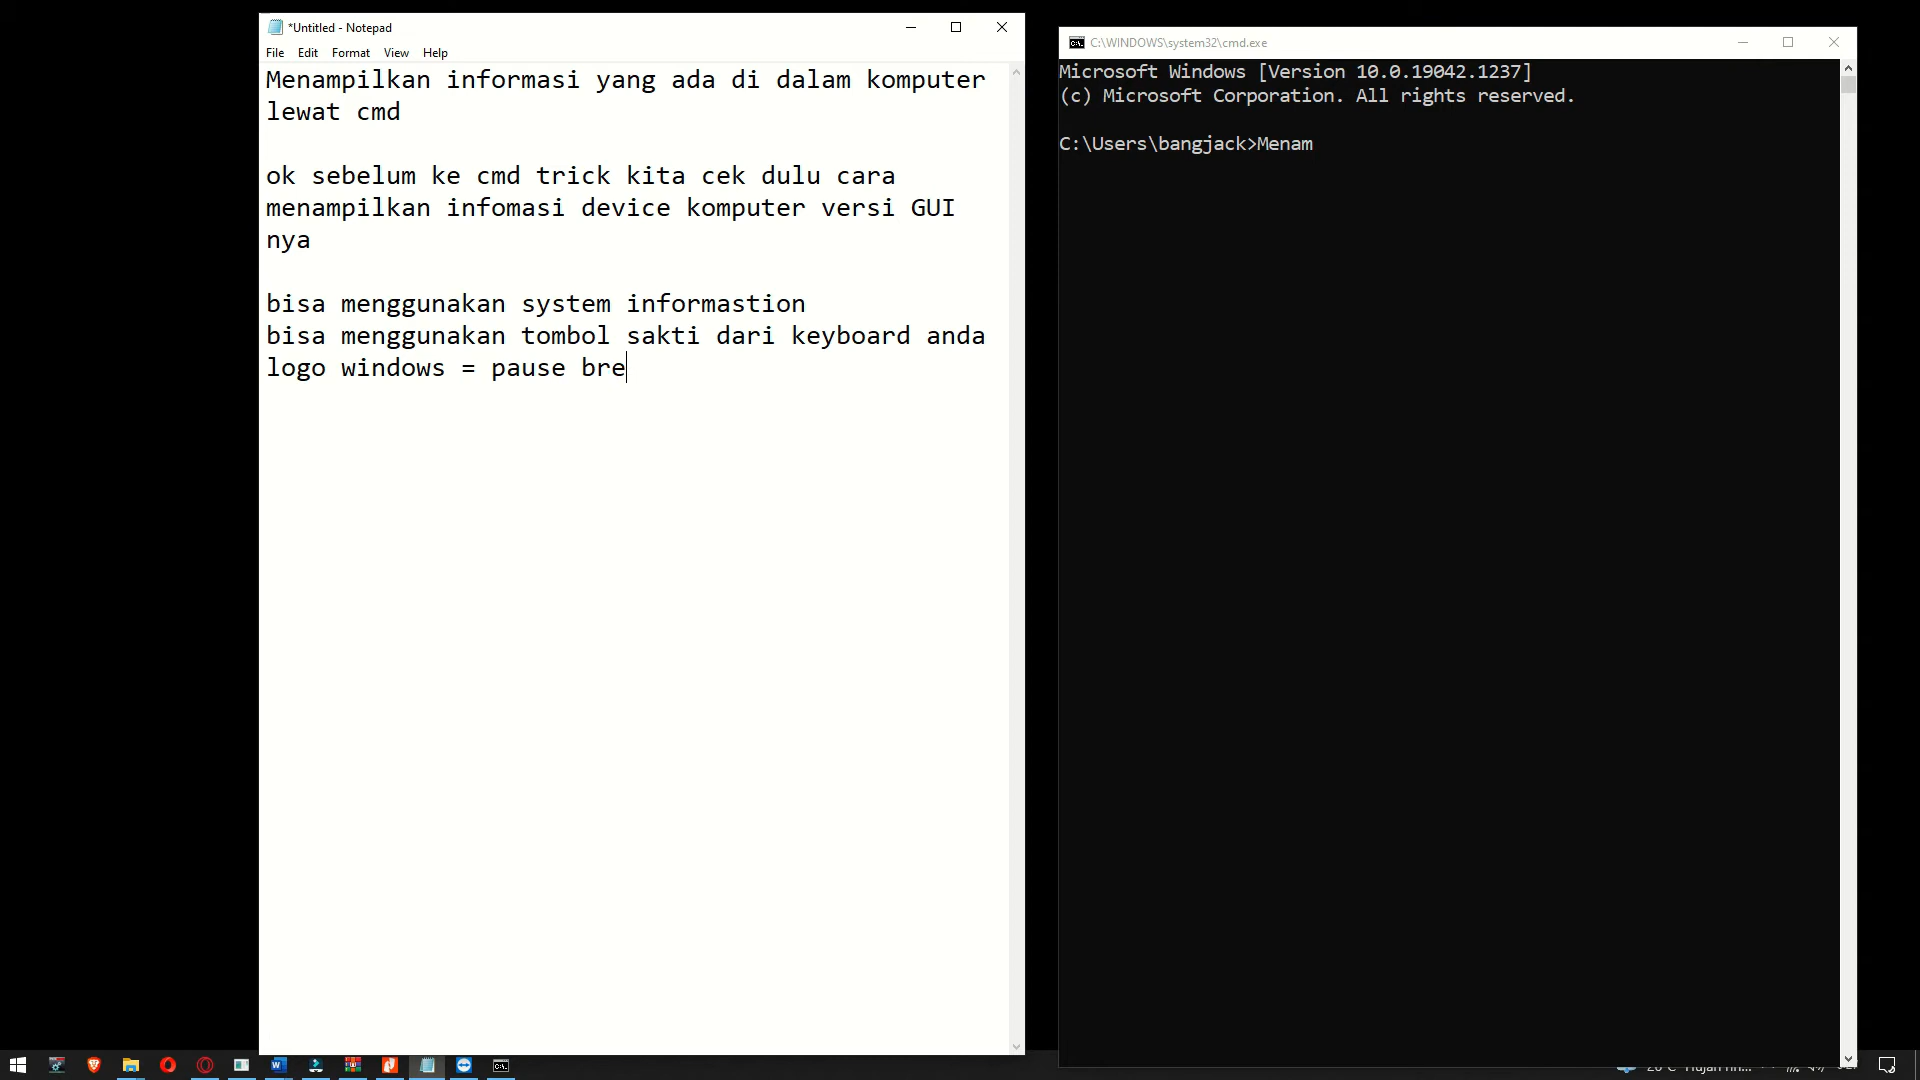 *Untitled - Notepad
File Edit Format View Help
Menampilkan informasi yang ada di dalam komputer
lewat cmd
ok sebelum ke cmd trick kita cek dulu cara
menampilkan infomasi device komputer versi GUI
nya
bisa menggunakan system informastion
bisa menggunakan tombol sakti dari keyboard anda
logo windows = pause bre
C:\WINDOWS\system32\cmd.exe
Microsoft Windows [Version 10.0.19042.1237]
(c) Microsoft Corporation. All rights reserved.
C:\Users\bangjack>Menam